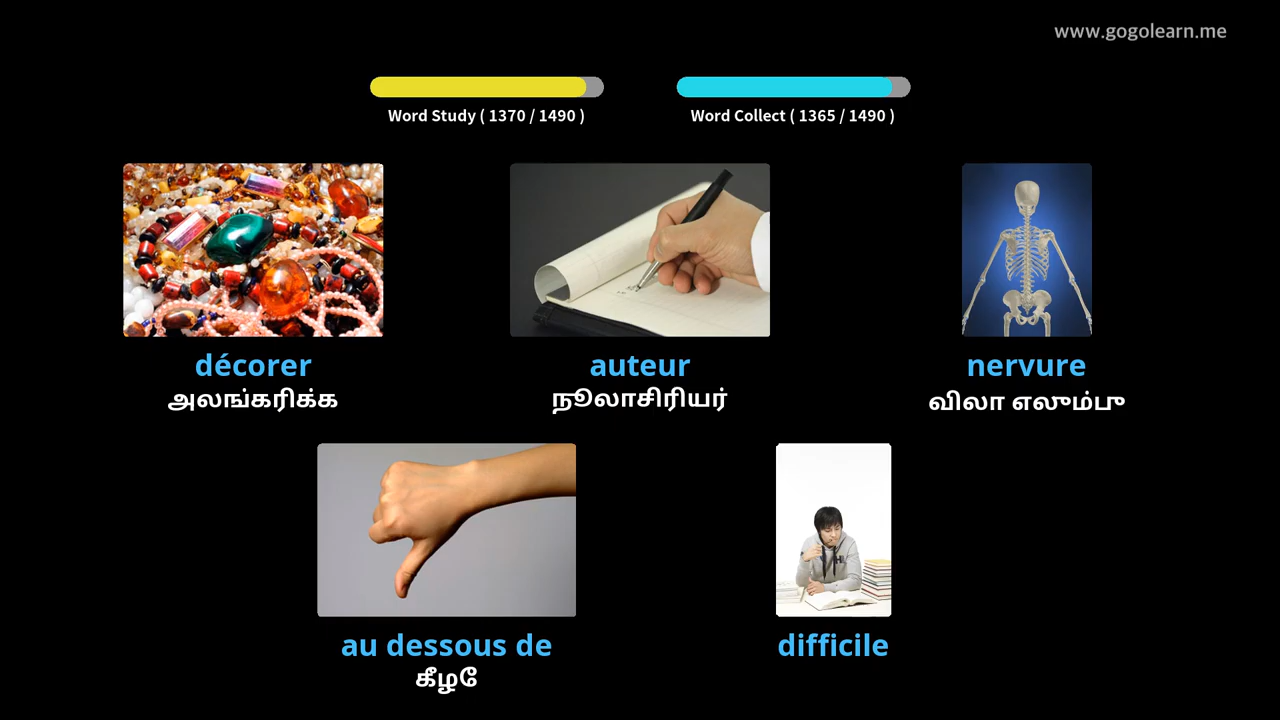 www.gogolearn.me
Word Study ( 1370 / 1490 )
Word Collect ( 1365 / 1490 )
décorer
அலங்கரிக்க
auteur
நூலாசிரியர்
nervure
விலா எலும்பு
au dessous de
கீழே
difficile